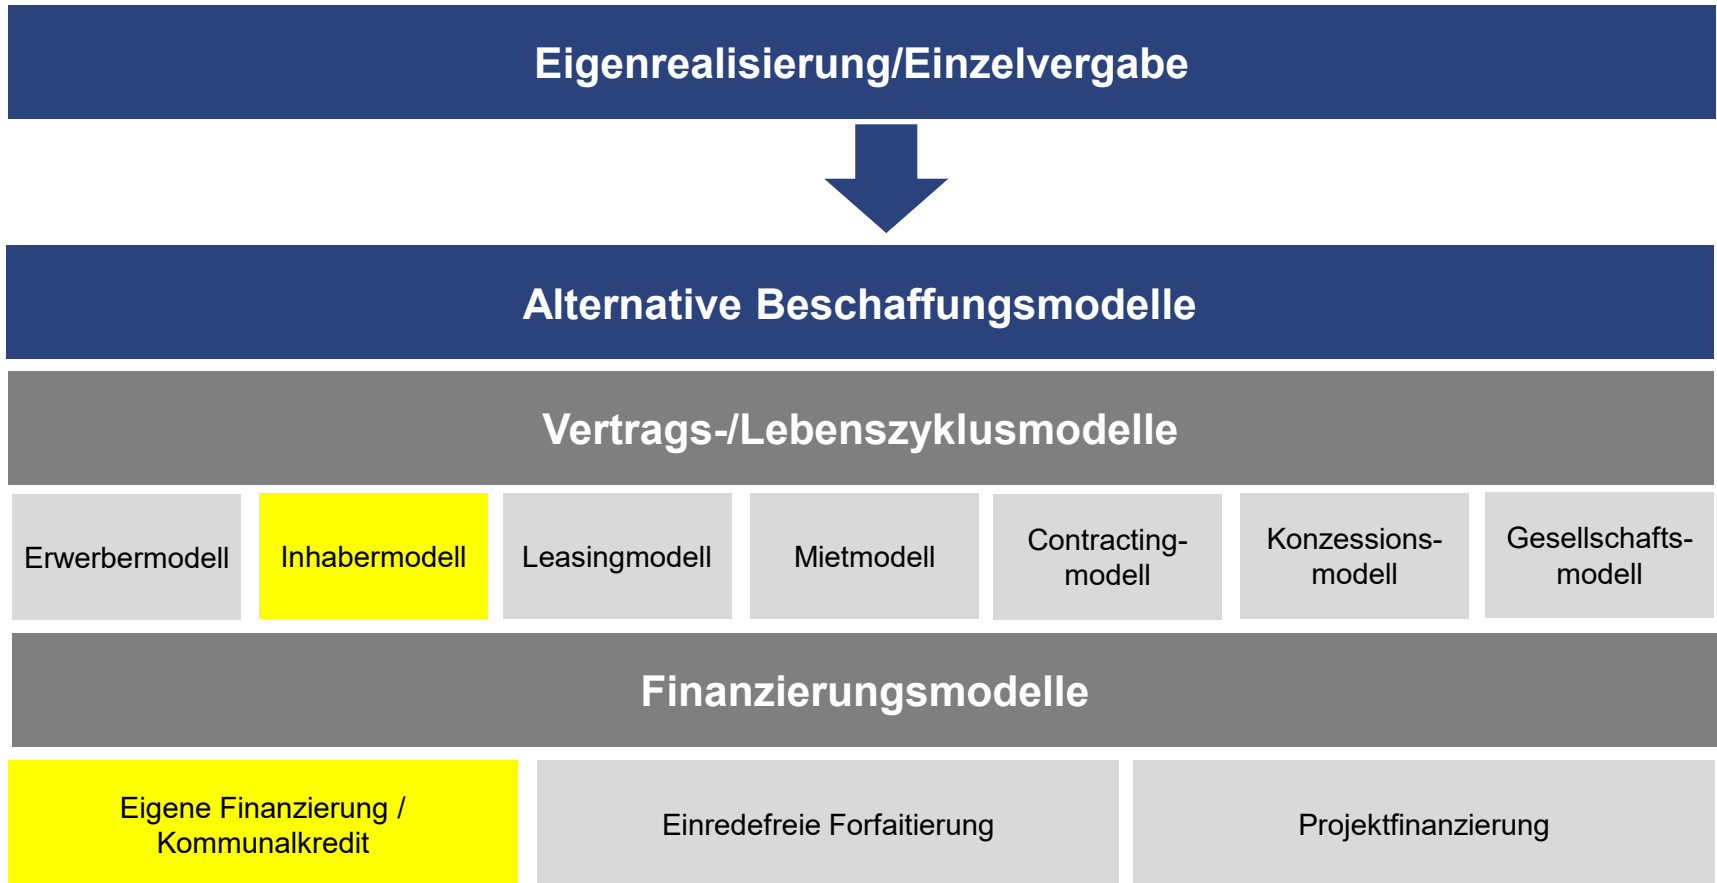 Eigenrealisierung/Einzelvergabe
Alternative Beschaffungsmodelle
Vertrags-/Lebenszyklusmodelle
Erwerbermodell
Inhabermodell
Leasingmodell
Mietmodell
Contracting-
modell
Konzessions-
modell
Gesellschafts-
modell
Finanzierungsmodelle
Eigene Finanzierung /
Kommunalkredit
Einredefreie Forfaitierung
Projektfinanzierung